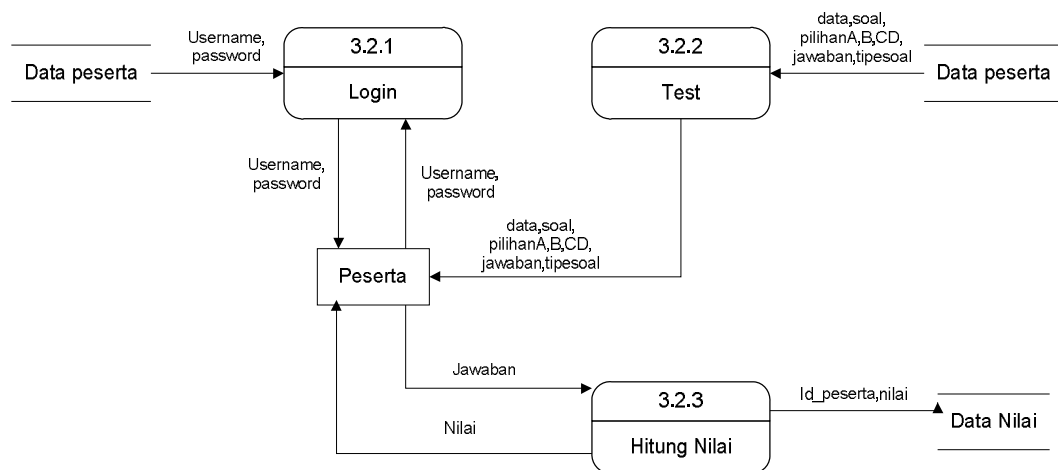 Data peserta
Username,
password
3.2.1
Login
3.2.2
Test
data,soal,
pilihanA,B,CD,
jawaban,tipesoal
Data peserta
Username,
password
Username,
password
data,soal,
pilihanA,B,CD,
jawaban,tipesoal
Peserta
Jawaban
Nilai
3.2.3
Hitung Nilai
Id_peserta,nilai
Data Nilai